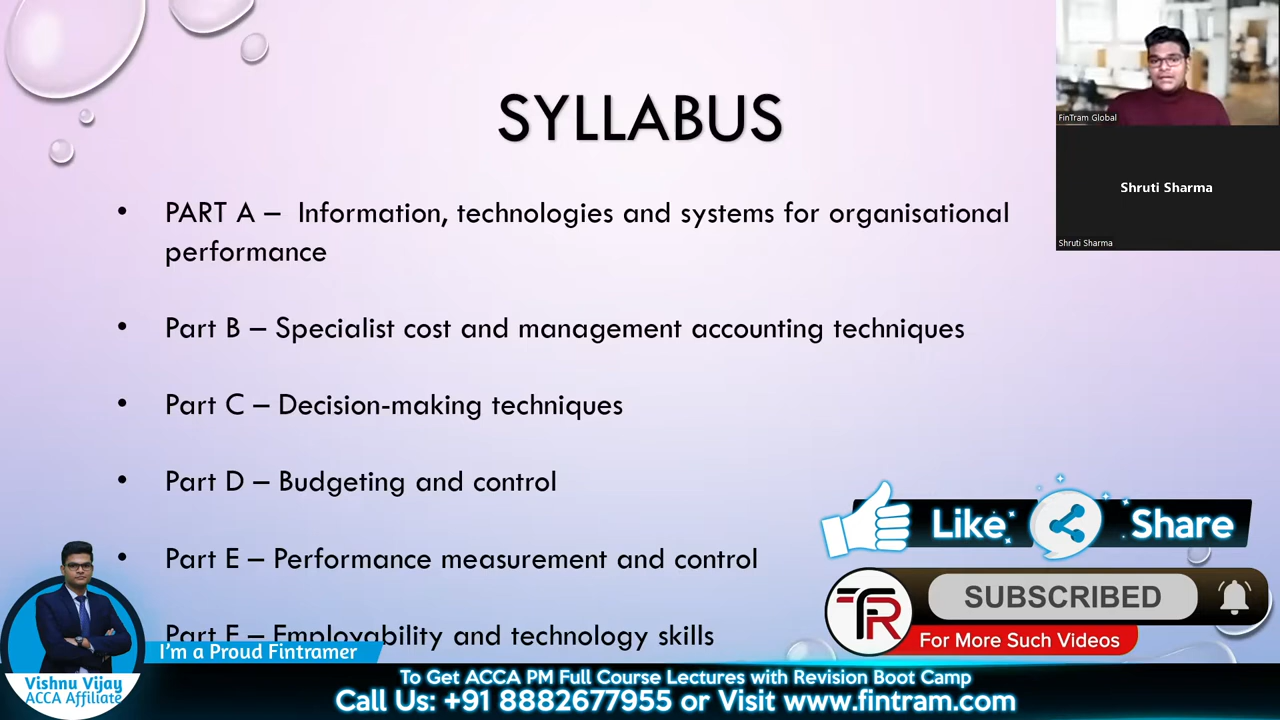 SYLLABUS
FinTram Global
Shruti Sharma
Shruti Sharma
• PART A – Information, technologies and systems for organisational
performance
• Part B – Specialist cost and management accounting techniques
• Part C – Decision-making techniques
• Part D – Budgeting and control
• Part E – Performance measurement and control
Part F – Employability and technology skills
Like
Share
SUBSCRIBED
For More Such Videos
I'm a Proud Fintramer
Vishnu Vijay
ACCA Affiliate
To Get ACCA PM Full Course Lectures with Revision Boot Camp
Call Us: +91 8882677955 or Visit www.fintram.com